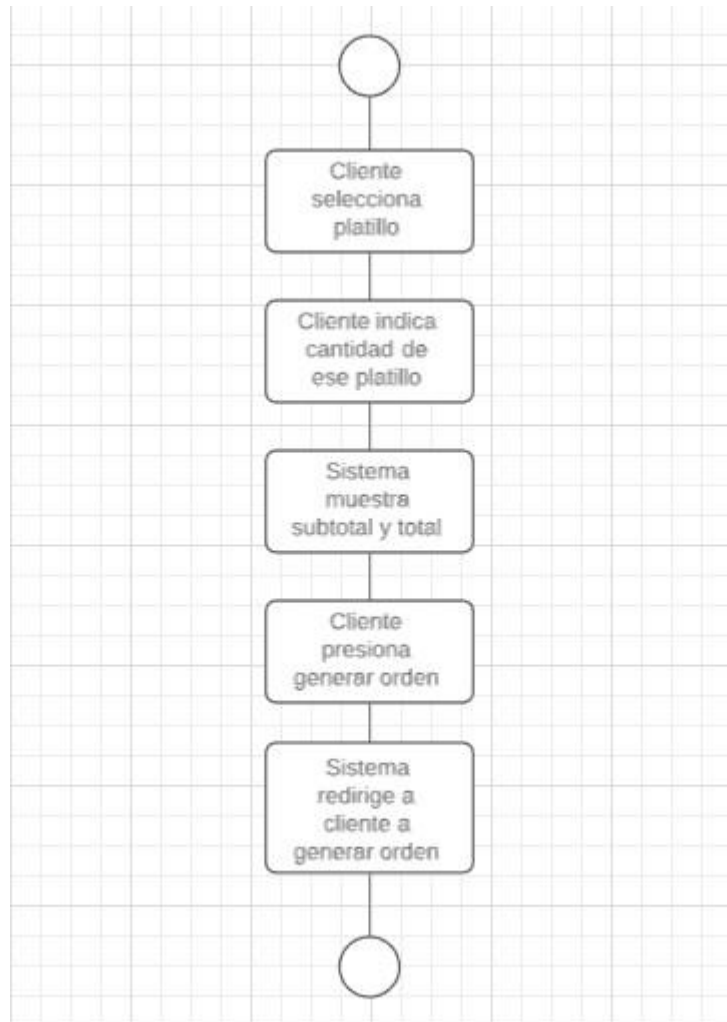 Cliente
selecciona
platillo
Cliente indica
cantidad de
ese platillo
Sistema
muestra
subtotal y total
Cliente
presiona
generar orden
Sistema
redirige a
cliente a
generar orden